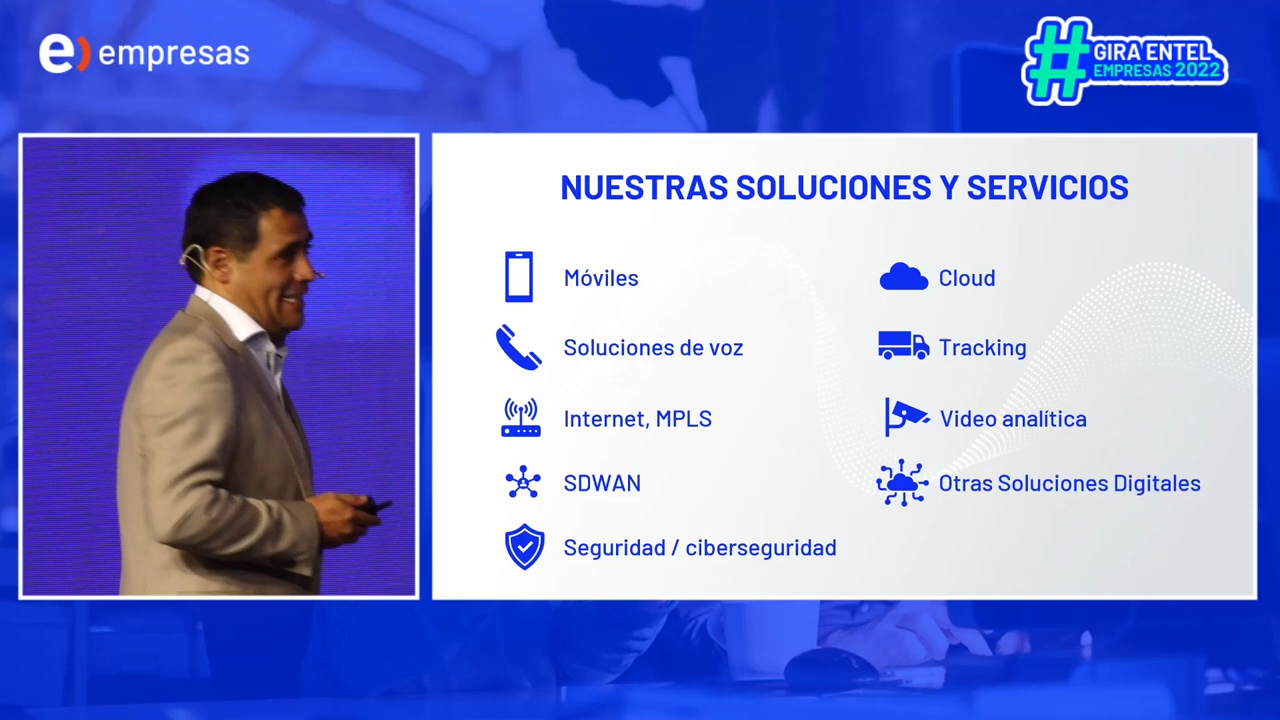 e) empresas
#GIRA ENTEL
EMPRESAS 2022
NUESTRAS SOLUCIONES Y SERVICIOS
Móviles
Soluciones de voz
Internet, MPLS
SDWAN
Seguridad / ciberseguridad
Cloud
Tracking
Video analítica
Otras Soluciones Digitales